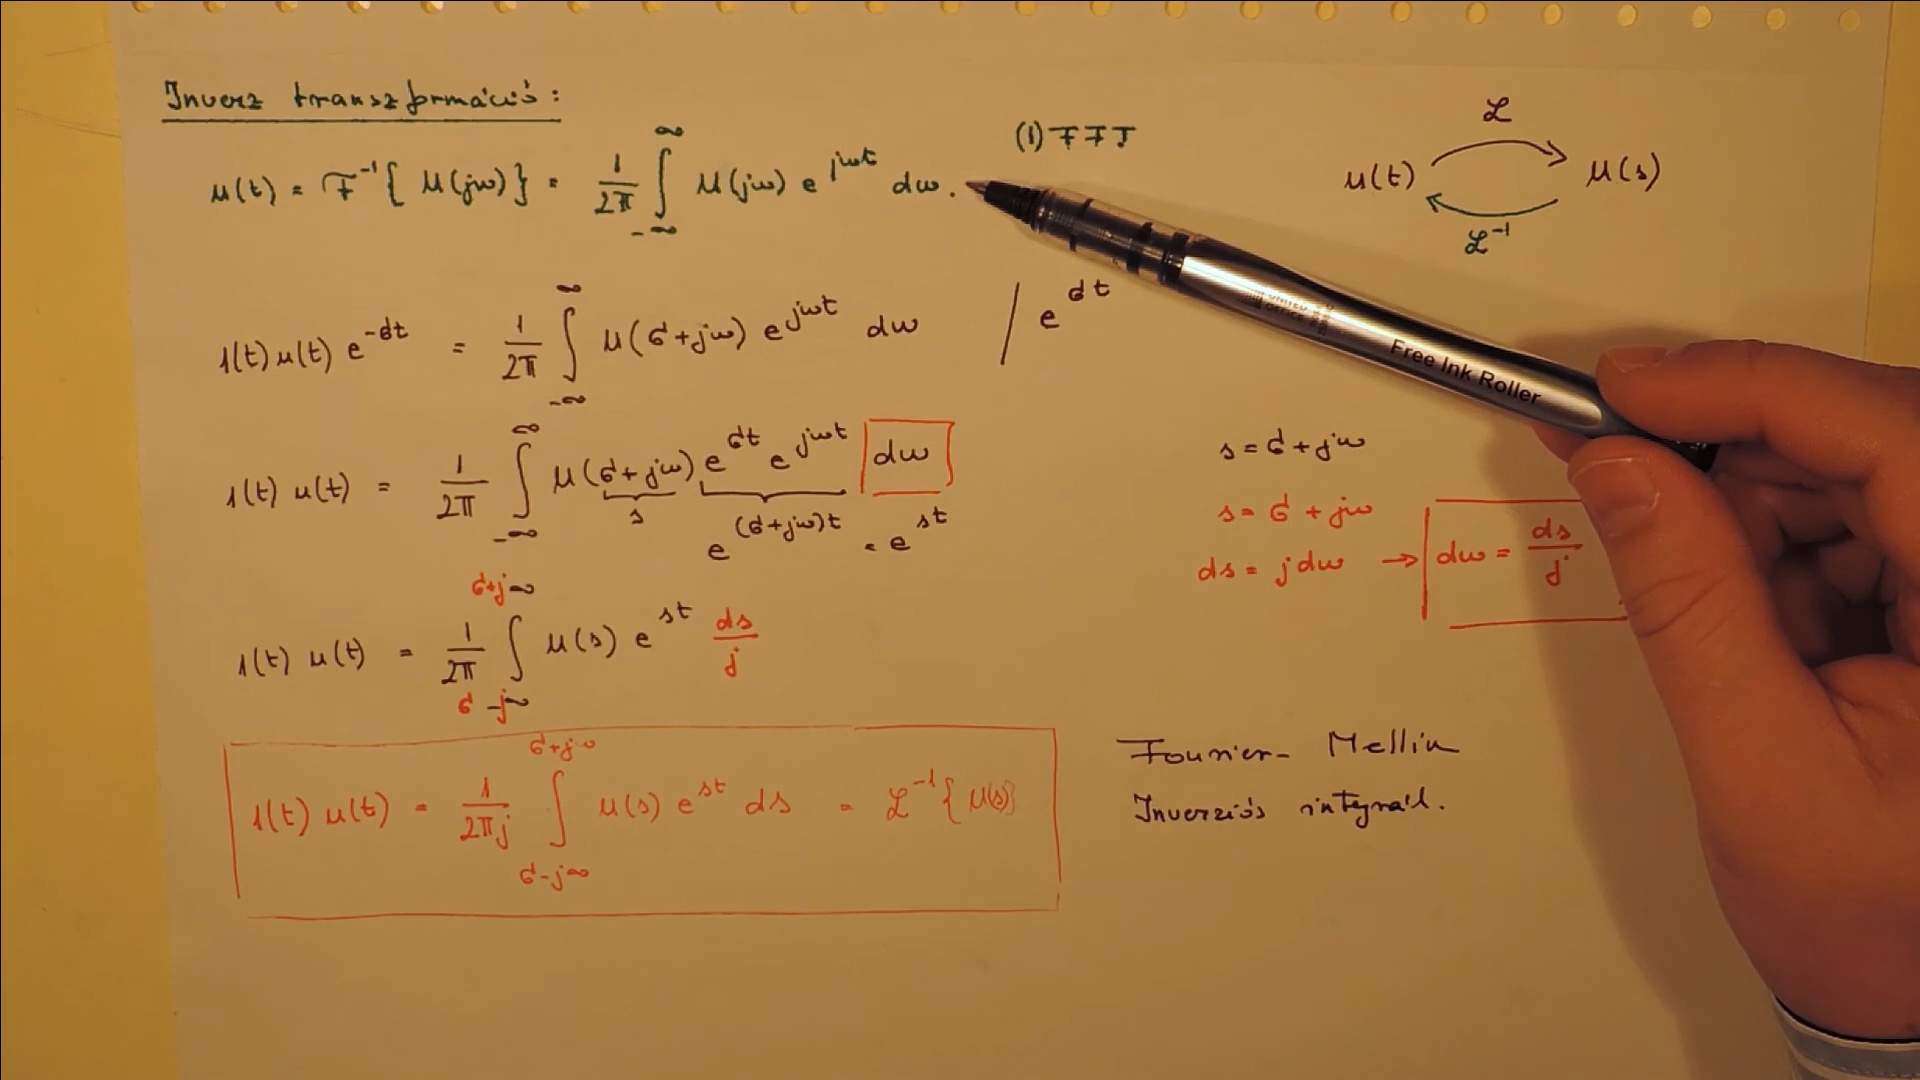 Inverz transzformáció:
u(t) = F⁻¹{ U(jω) } = 1/2π ∫_{-∞}^{∞} U(jω) e^{jωt} dω.
(1) FFT
ℒ
u(t) U(s)
ℒ⁻¹
1(t) u(t) e^{-σt} = 1/2π ∫_{-∞}^{∞} U(σ+jω) e^{jωt} dω / e^{σt}
1(t) u(t) = 1/2π ∫_{-∞}^{∞} U(σ+jω) e^{σt} e^{jωt} dω
s e^{(σ+jω)t} = e^{st}
s = σ + jω
s = σ + jω
ds = j dω → dω = ds/j
1(t) u(t) = 1/2π ∫_{σ-j∞}^{σ+j∞} U(s) e^{st} ds/j
1(t) u(t) = 1/2πj ∫_{σ-j∞}^{σ+j∞} U(s) e^{st} ds = ℒ⁻¹{U(s)}
Fourier- Mellin
Inverziós integrál.
Free Ink Roller